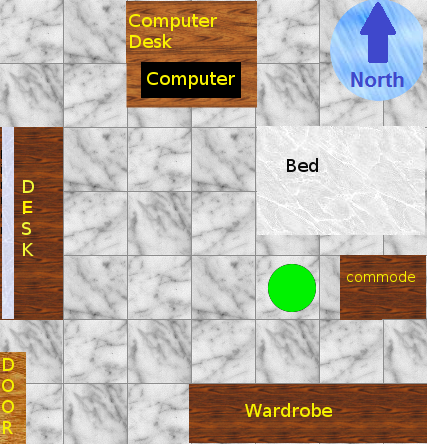 Computer
Desk
Computer
North
Bed
D
E
S
K
commode
D
O
O
R
Wardrobe